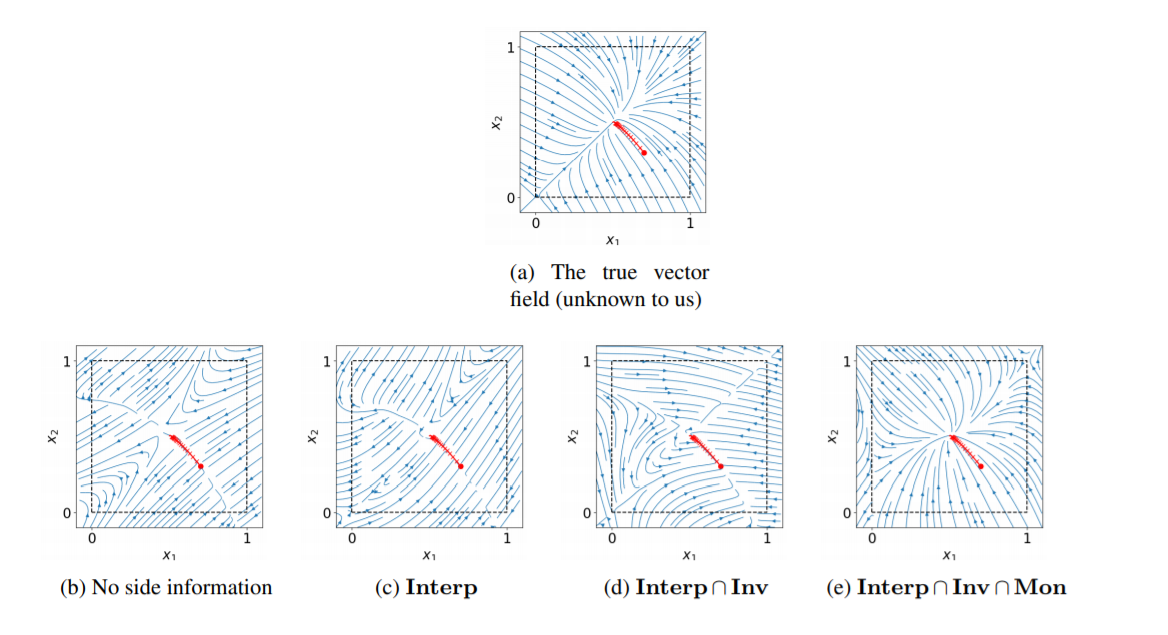 1
x₂
0
0 1
x₁
(a) The true vector
field (unknown to us)
1 1 1 1
x₂ x₂ x₂ x₂
0 0 0 0
0 1 0 1 0 1 0 1
x₁ x₁ x₁ x₁
(b) No side information (c) Interp (d) Interp ∩ Inv (e) Interp ∩ Inv ∩ Mon